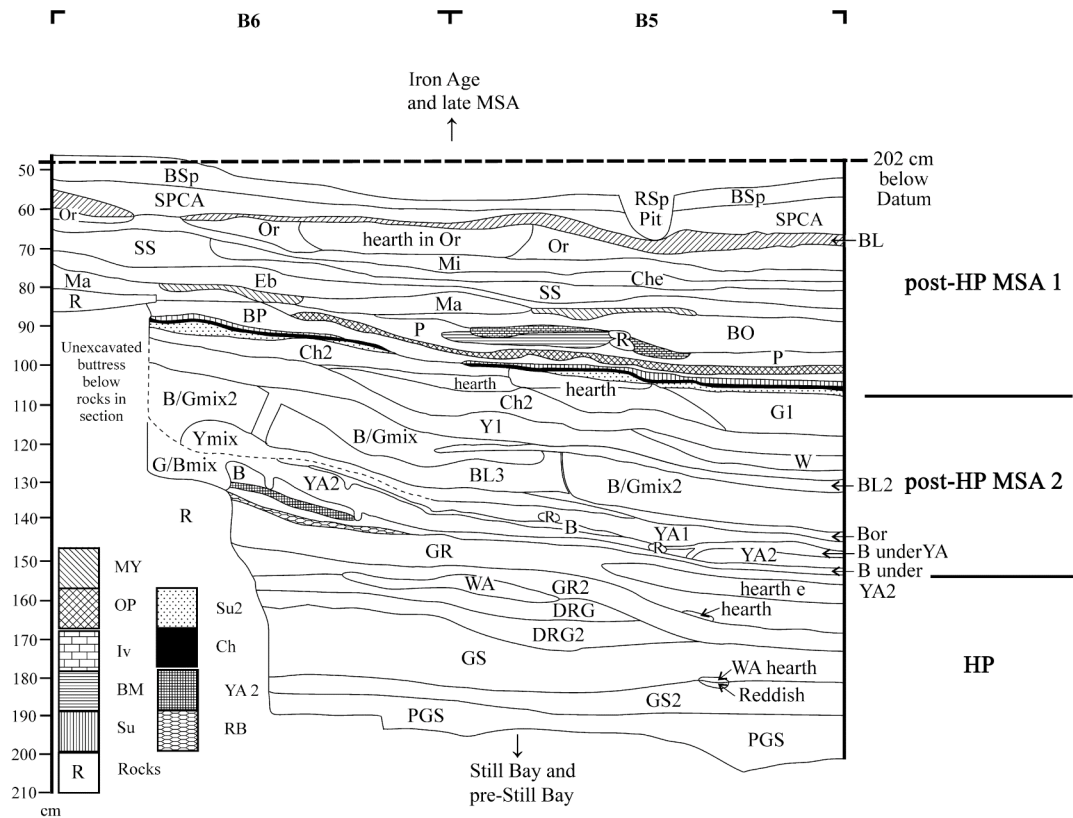 B6
B5
Iron Age
and late MSA
202 cm
below
Datum
50
60
70
80
90
100
110
120
130
140
150
160
170
180
190
200
210
cm
BSp
SPCA
RSp
Pit
BSp
SPCA
Or
Or
hearth in Or
Or
BL
SS
Mi
Che
Ma
Eb
SS
post-HP MSA 1
R
BP
Ma
P
R
BO
P
Unexcavated
buttress
below
rocks in
section
Ch2
hearth
hearth
Ch2
G1
B/Gmix2
Y1
Ymix
B/Gmix
W
G/Bmix
B
YA2
BL3
B/Gmix2
BL2
post-HP MSA 2
R
R
B
YA1
Bor
R
YA2
B underYA
GR
B under
YA2
WA
GR2
hearth e
hearth
DRG
DRG2
HP
GS
WA hearth
Reddish
GS2
PGS
PGS
Still Bay and
pre-Still Bay
MY
OP
Su2
Iv
Ch
BM
YA 2
Su
RB
R
Rocks